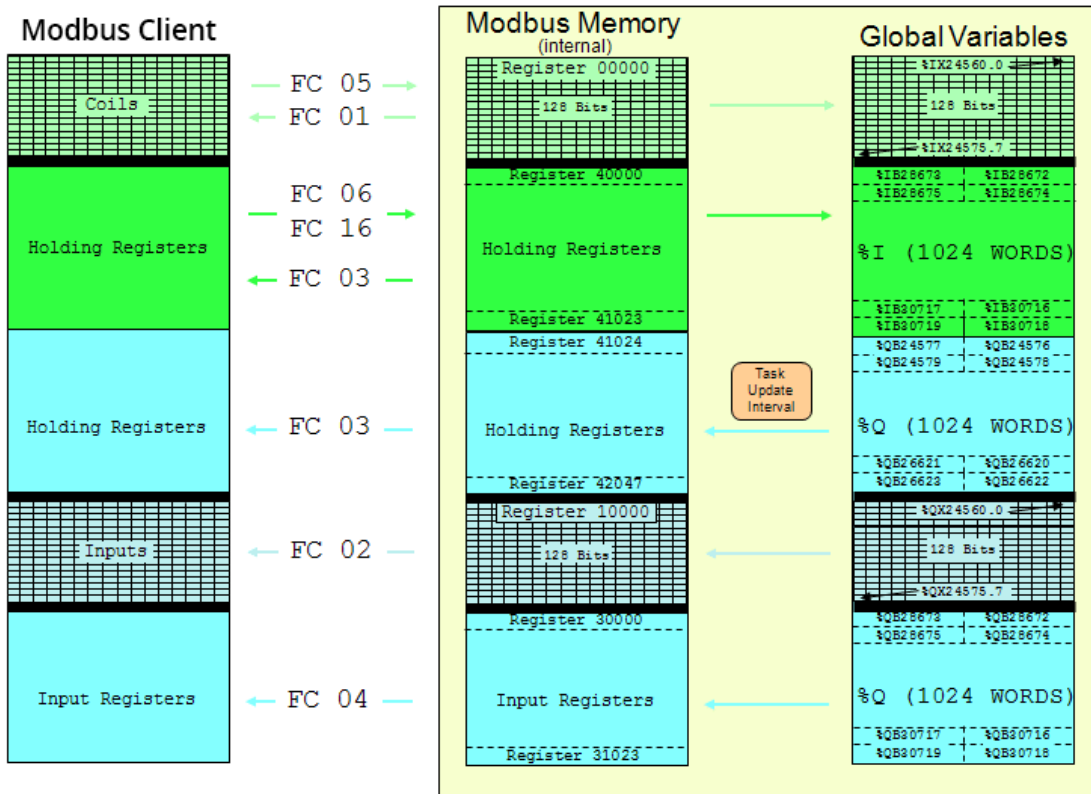 Modbus Client
Coils
Holding Registers
Holding Registers
Inputs
Input Registers
FC 05
FC 01
FC 06
FC 16
FC 03
FC 03
FC 02
FC 04
Modbus Memory
(internal)
Register 00000
128 Bits
Register 40000
Holding Registers
Register 41023
Register 41024
Holding Registers
Register 42047
Register 10000
128 Bits
Register 30000
Input Registers
Register 31023
Task
Update
Interval
Global Variables
%IX24560.0
128 Bits
%IX24575.7
%IB28673 %IB28672
%IB28675 %IB28674
%I (1024 WORDS)
%IB30717 %IB30716
%IB30719 %IB30718
%QB24577 %QB24576
%QB24579 %QB24578
%Q (1024 WORDS)
%QB26621 %QB26620
%QB26623 %QB26622
%QX24560.0
128 Bits
%QX24575.7
%QB28673 %QB28672
%QB28675 %QB28674
%Q (1024 WORDS)
%QB30717 %QB30716
%QB30719 %QB30718